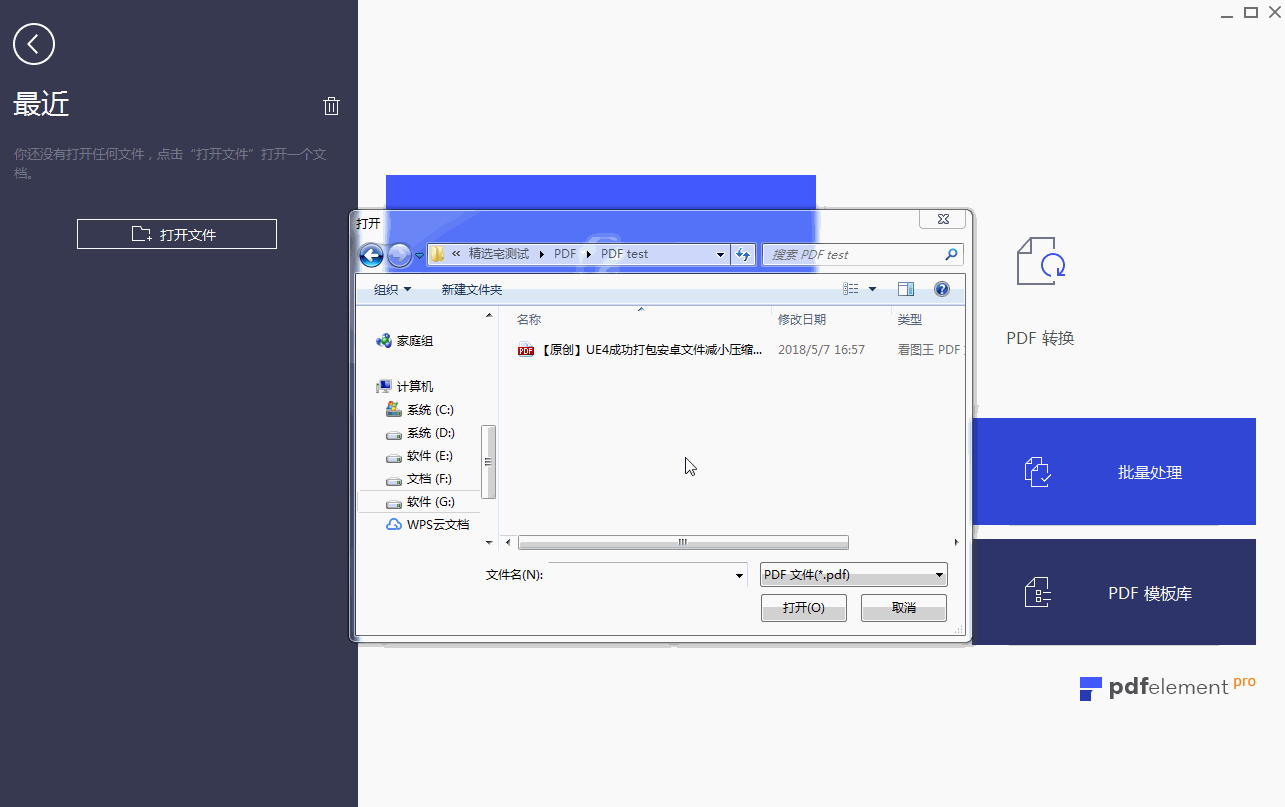 最近
你还没有打开任何文件，点击“打开文件”打开一个文
档。
打开文件
打开
« 精选宅测试 PDF PDF test
搜索 PDF test
组织 新建文件夹
名称 修改日期 类型
家庭组
计算机
系统 (C:)
系统 (D:)
软件 (E:)
文档 (F:)
软件 (G:)
WPS云文档
【原创】UE4成功打包安卓文件减小压缩... 2018/5/7 16:57 看图王 PDF
文件名(N):
PDF 文件(*.pdf)
打开(O) 取消
PDF 转换
批量处理
PDF 模板库
pdfelement pro